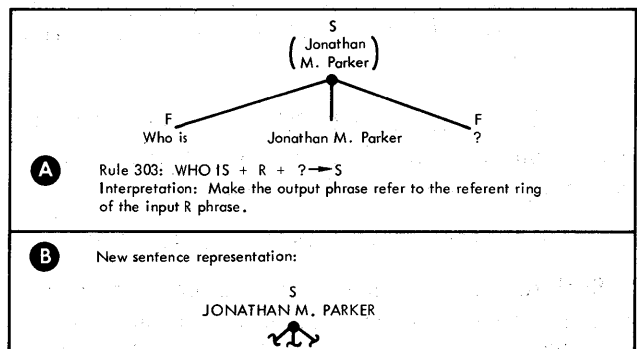 S
( Jonathan
M. Parker )
F F
Who is Jonathan M. Parker ?
A Rule 303: WHO IS + R + ? → S
Interpretation: Make the output phrase refer to the referent ring
of the input R phrase.
B New sentence representation:
S
JONATHAN M. PARKER